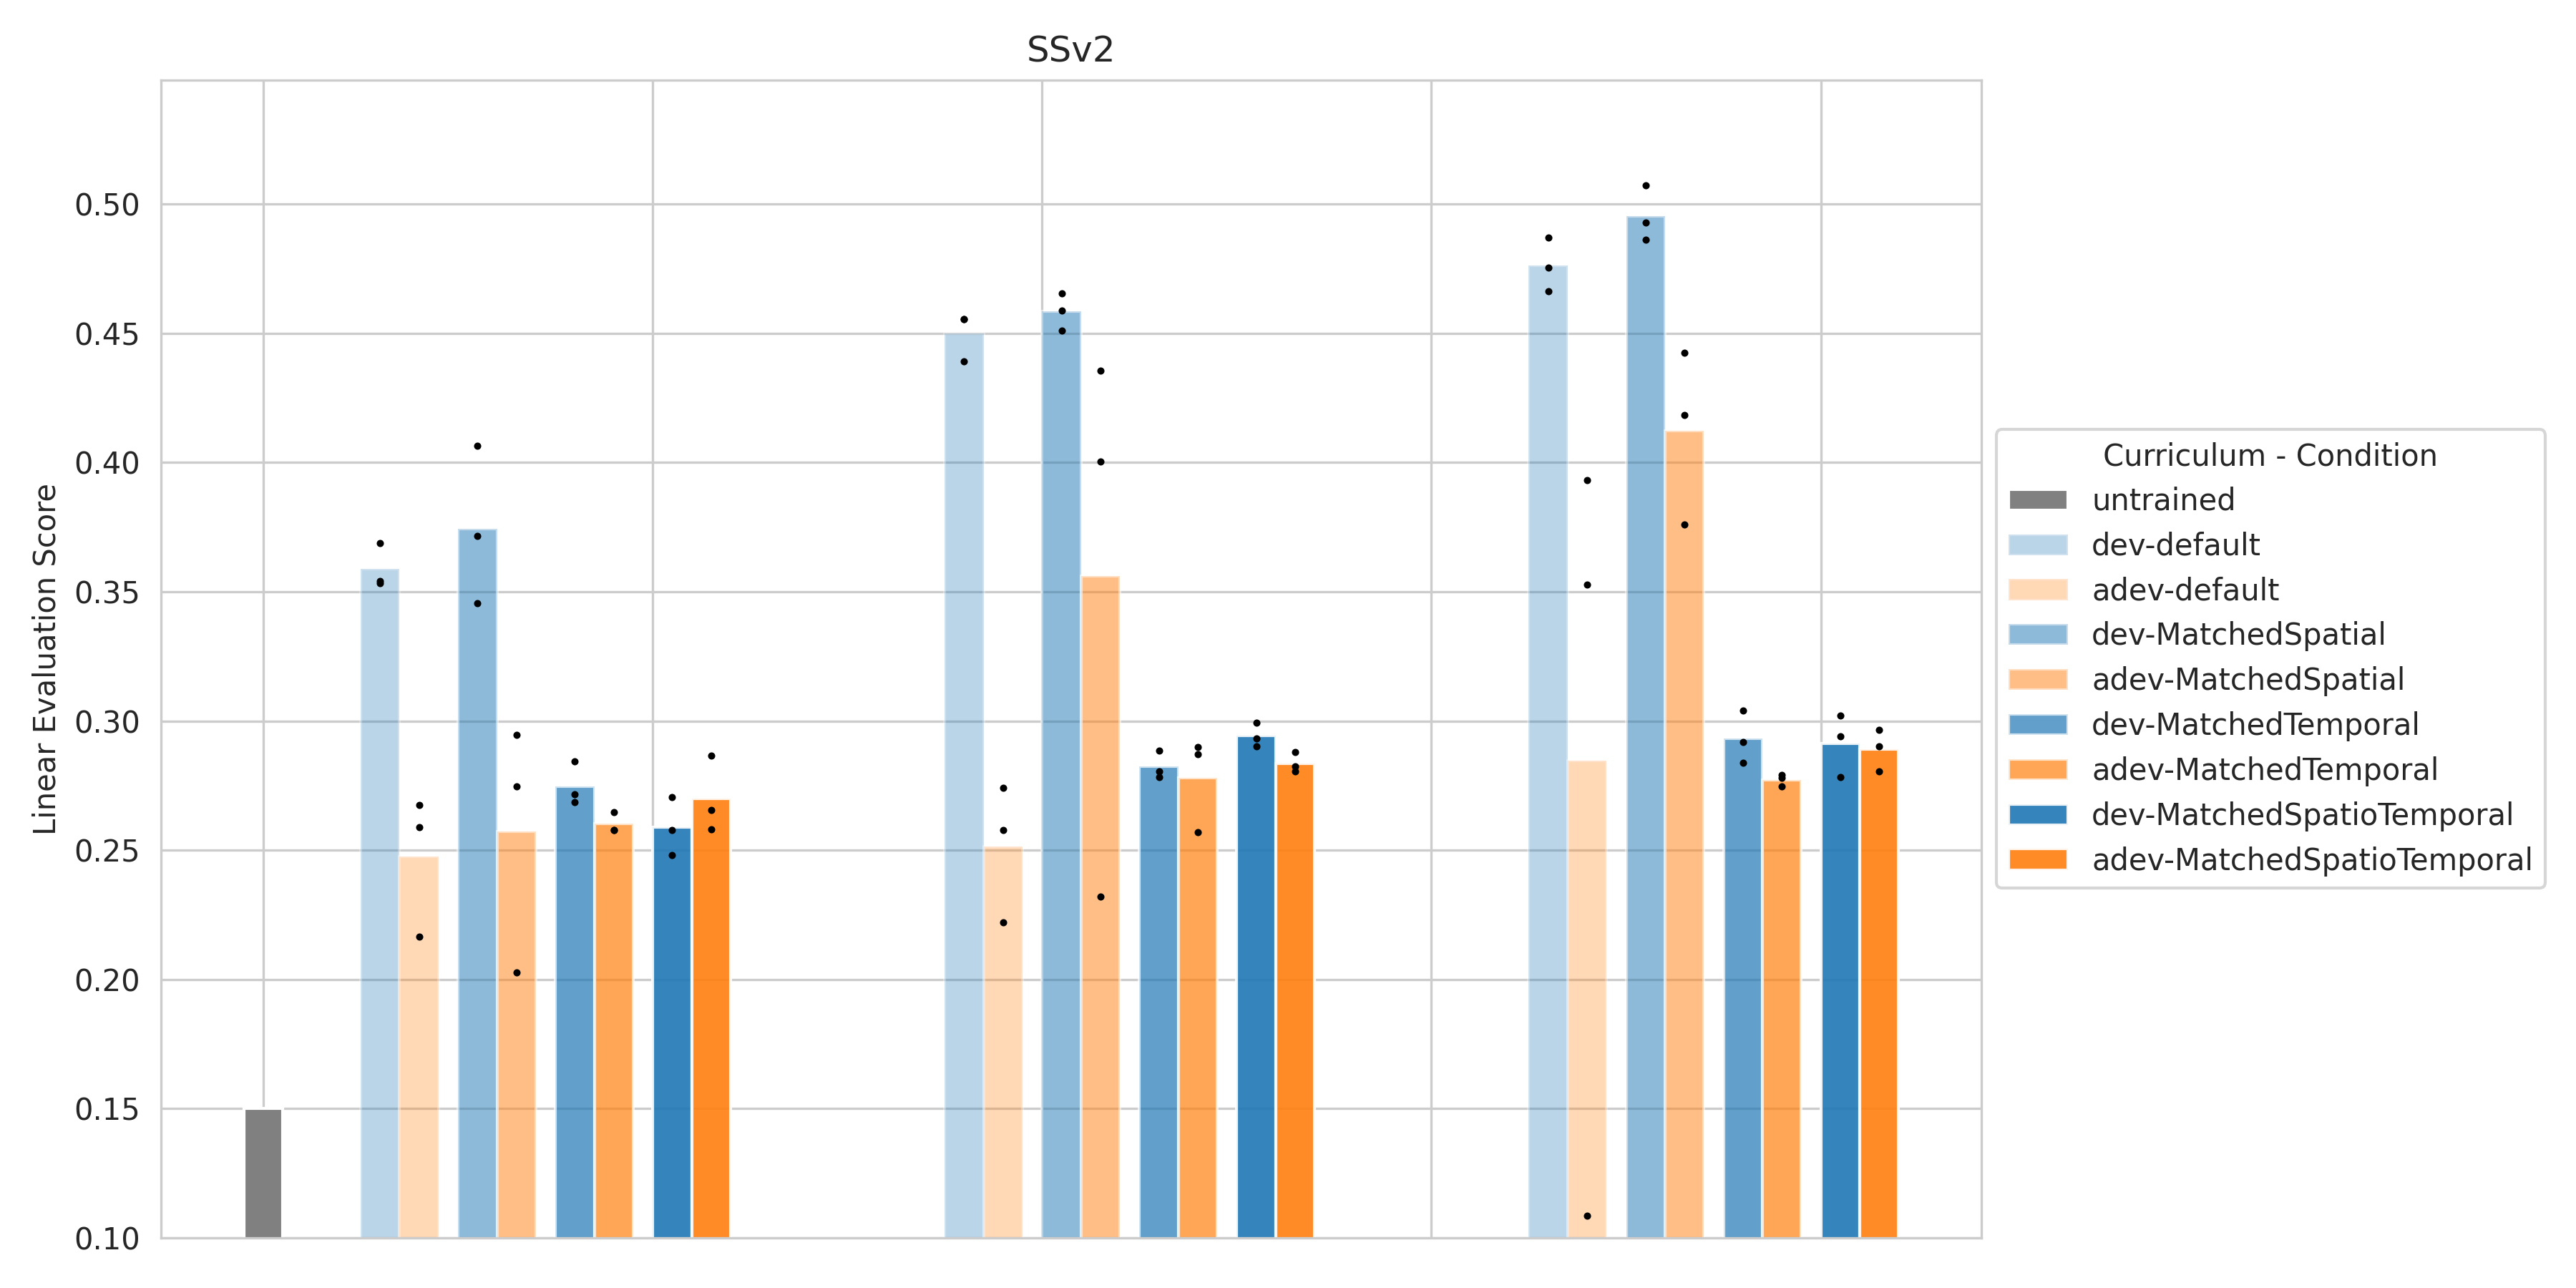 SSv2
Linear Evaluation Score
0.50
0.45
0.40
0.35
0.30
0.25
0.20
0.15
0.10
Curriculum - Condition
untrained
dev-default
adev-default
dev-MatchedSpatial
adev-MatchedSpatial
dev-MatchedTemporal
adev-MatchedTemporal
dev-MatchedSpatioTemporal
adev-MatchedSpatioTemporal